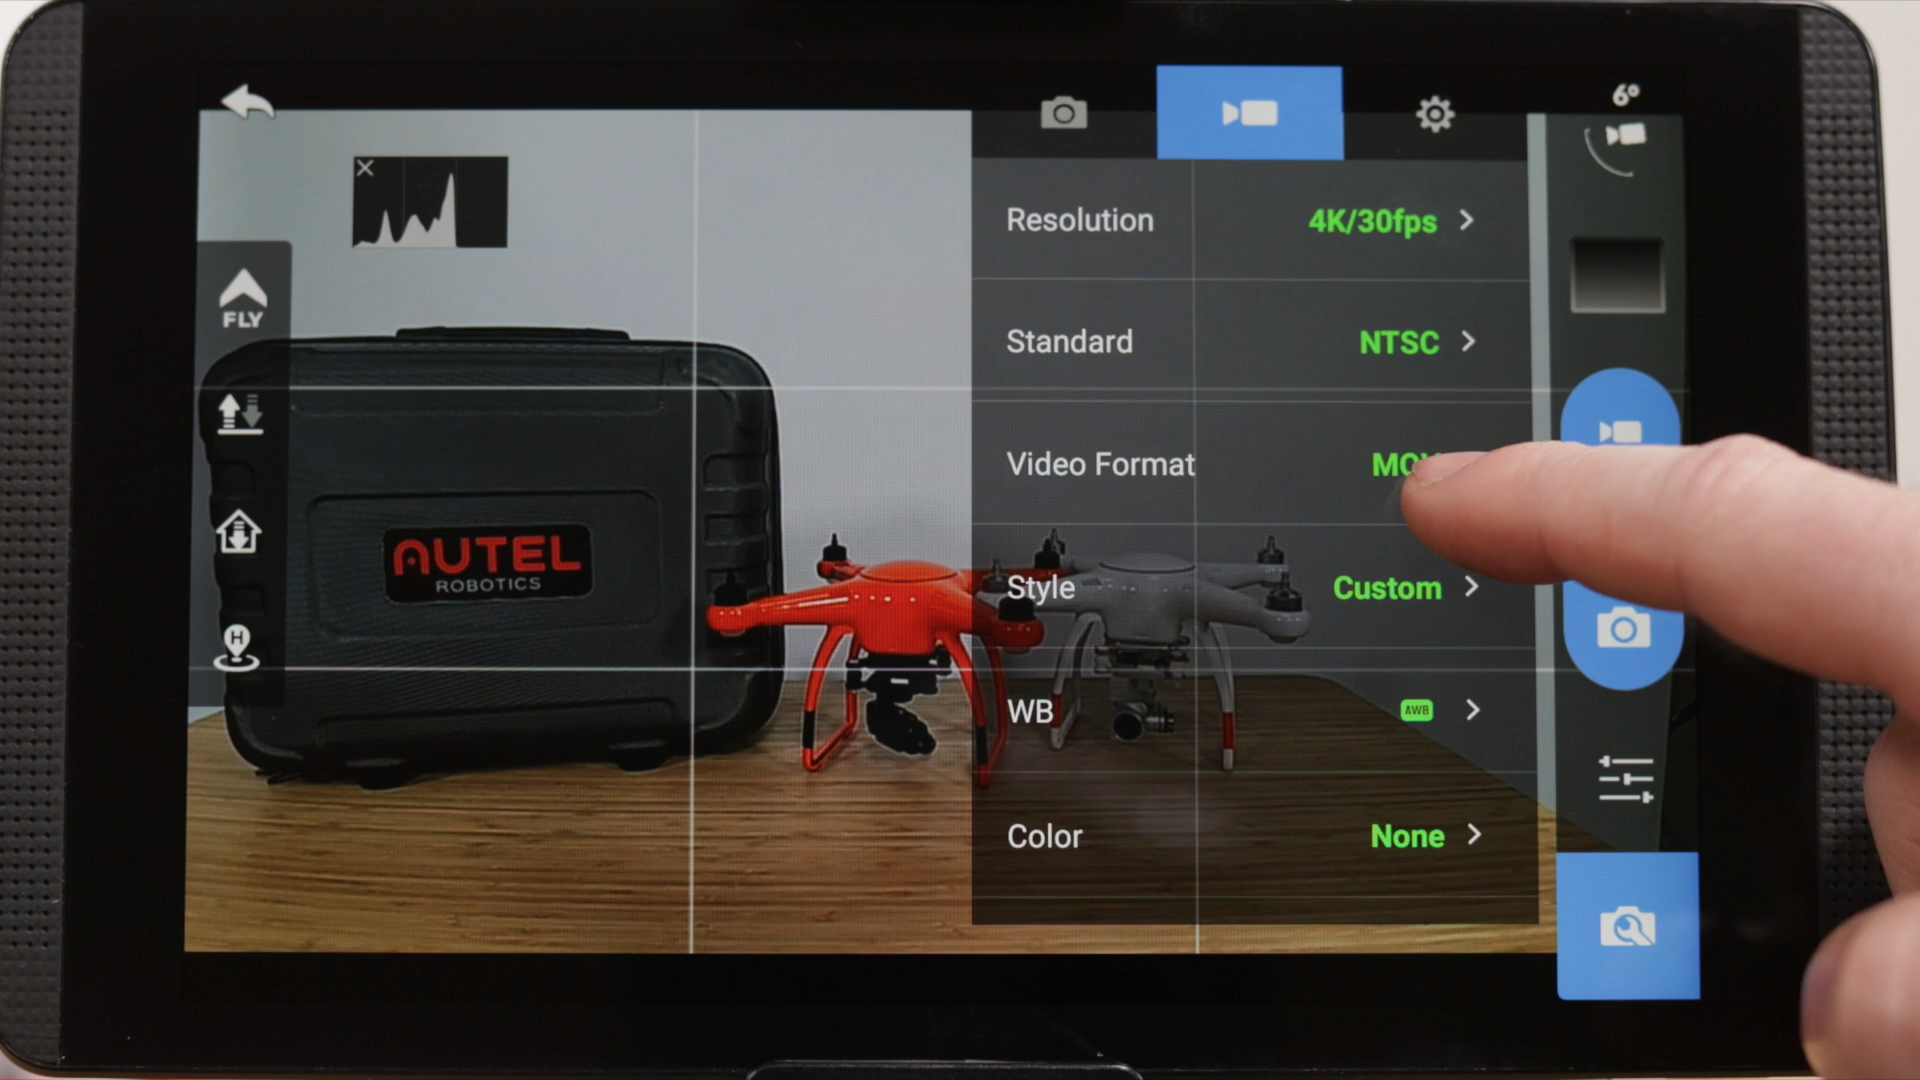 6°
FLY
Resolution 4K/30fps
Standard NTSC
Video Format
Style Custom
WB AWB
Color None
AUTEL
ROBOTICS
H